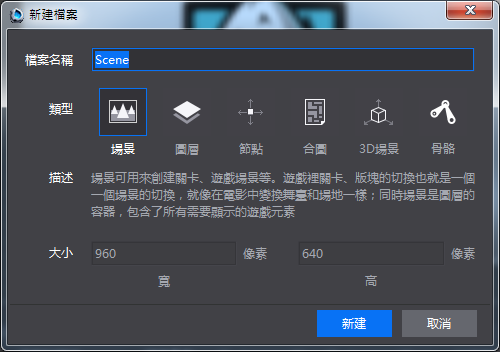 新建檔案
檔案名稱
Scene
類型
場景
圖層
節點
合圖
3D場景
骨骼
描述
場景可用來創建關卡、遊戲場景等。遊戲裡關卡、版塊的切換也就是一個
一個場景的切換，就像在電影中變換舞臺和場地一樣；同時場景是圖層的
容器，包含了所有需要顯示的遊戲元素
大小
960
像素
640
像素
寬
高
新建
取消